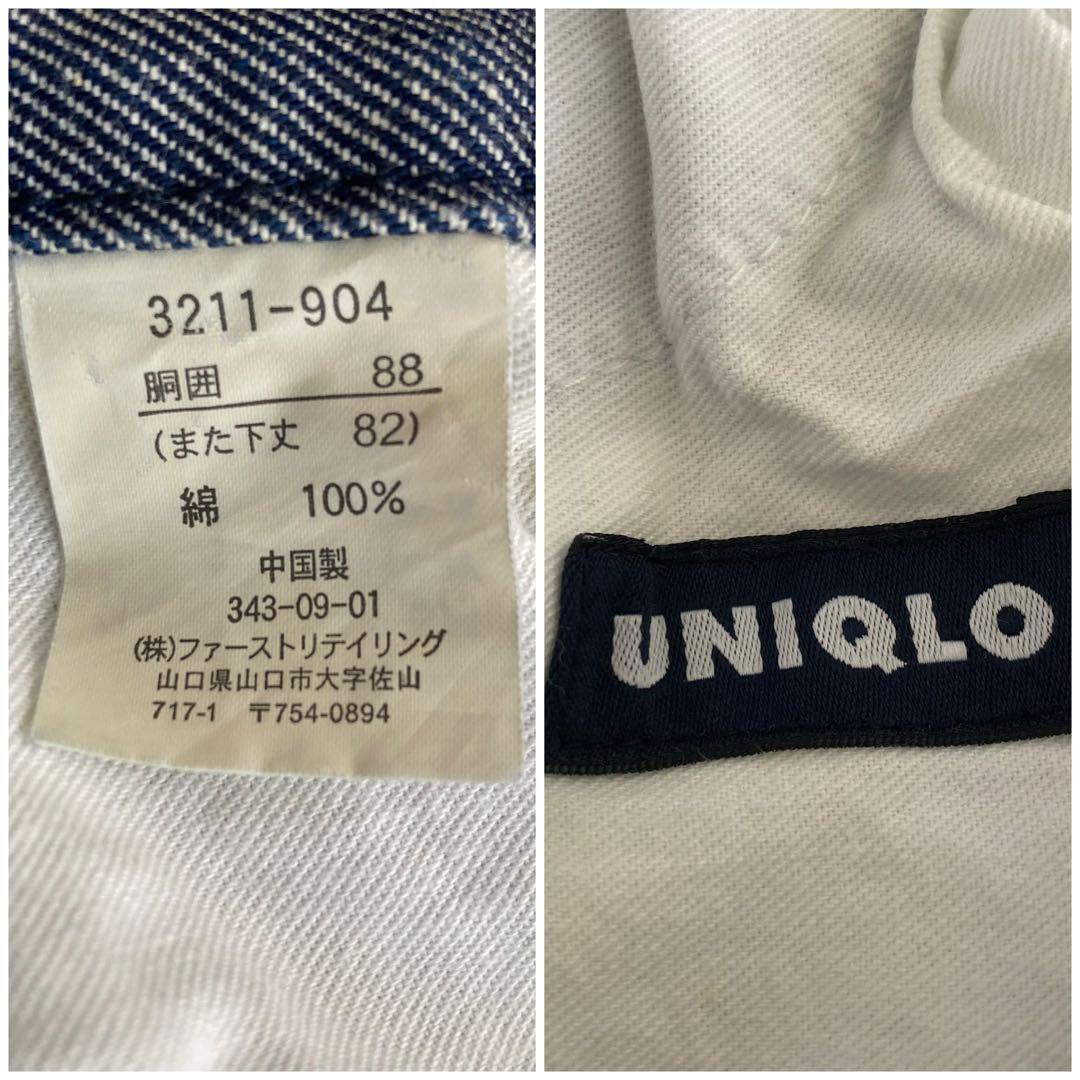 3211-904
胴囲 88
(また下丈 82)
綿 100%
中国製
343-09-01
(株)ファーストリテイリング
山口県山口市大字佐山
717-1 〒754-0894
UNIQLO